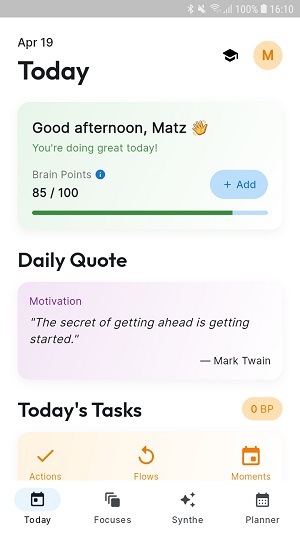 100% 16:10
Apr 19
Today
M
Good afternoon, Matz 👋
You're doing great today!
Brain Points
85 / 100
+ Add
Daily Quote
Motivation
"The secret of getting ahead is getting
started."
— Mark Twain
Today's Tasks
0 BP
Actions Flows Moments
Today Focuses Synthe Planner